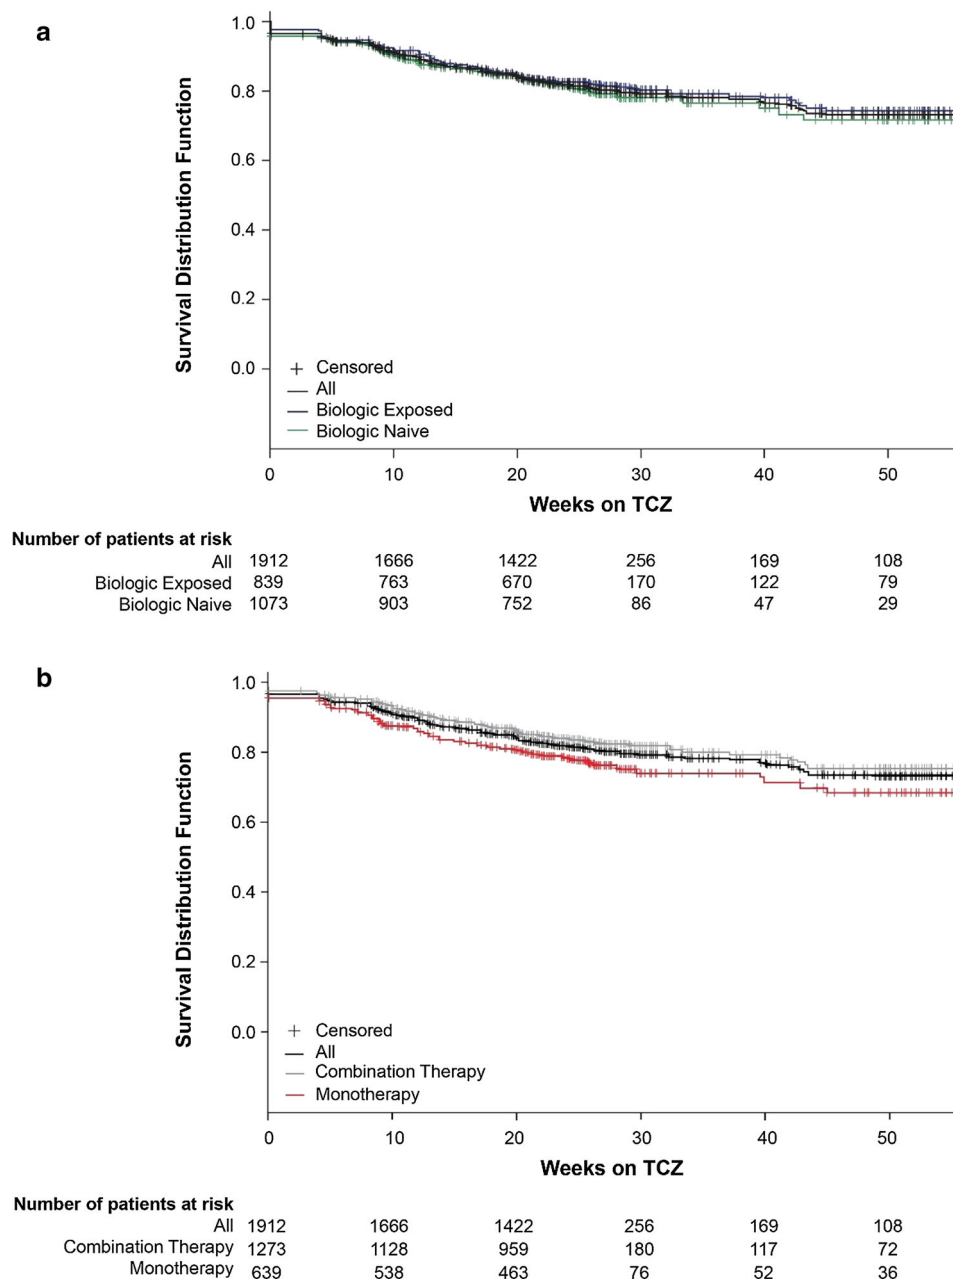 a
Survival Distribution Function
1.0
0.8
0.6
0.4
0.2
0.0
Censored
All
Biologic Exposed
Biologic Naive
0 10 20 30 40 50
Weeks on TCZ
Number of patients at risk
All 1912 1666 1422 256 169 108
Biologic Exposed 839 763 670 170 122 79
Biologic Naive 1073 903 752 86 47 29
b
Survival Distribution Function
1.0
0.8
0.6
0.4
0.2
0.0
Censored
All
Combination Therapy
Monotherapy
0 10 20 30 40 50
Weeks on TCZ
Number of patients at risk
All 1912 1666 1422 256 169 108
Combination Therapy 1273 1128 959 180 117 72
Monotherapy 639 538 463 76 52 36